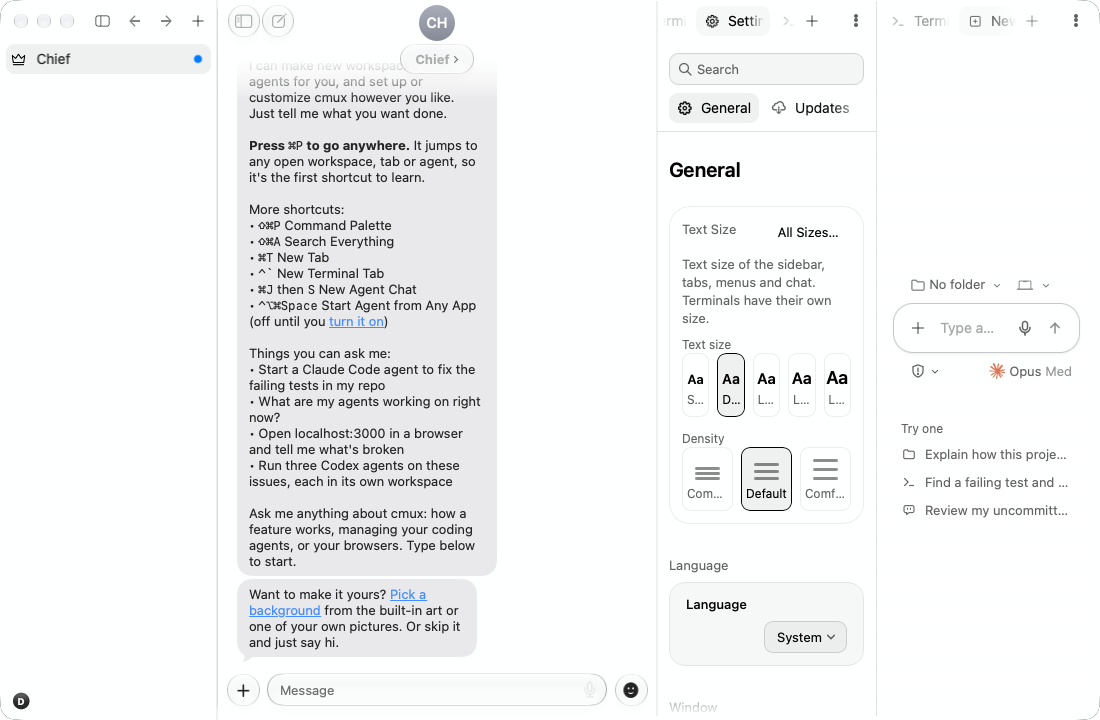 Chief
CH
Chief ›
I can make new workspac
agents for you, and set up or
customize cmux however you like.
Just tell me what you want done.
Press ⌘P to go anywhere. It jumps to
any open workspace, tab or agent, so
it's the first shortcut to learn.
More shortcuts:
• ⇧⌘P Command Palette
• ⇧⌘A Search Everything
• ⌘T New Tab
• ^` New Terminal Tab
• ⌘J then S New Agent Chat
• ^⌥⌘Space Start Agent from Any App
(off until you turn it on)
Things you can ask me:
• Start a Claude Code agent to fix the
failing tests in my repo
• What are my agents working on right
now?
• Open localhost:3000 in a browser
and tell me what's broken
• Run three Codex agents on these
issues, each in its own workspace
Ask me anything about cmux: how a
feature works, managing your coding
agents, or your browsers. Type below
to start.
Want to make it yours? Pick a
background from the built-in art or
one of your own pictures. Or skip it
and just say hi.
Message
D
ermi
Settin
Search
General
Updates
General
Text Size
All Sizes...
Text size of the sidebar,
tabs, menus and chat.
Terminals have their own
size.
Text size
Aa Aa Aa Aa Aa
S... D... L... L... L...
Density
Com... Default Comf...
Language
Language
System
Window
Termi
New
No folder
Type a...
Opus Med
Try one
Explain how this proje...
Find a failing test and ...
Review my uncommitt...